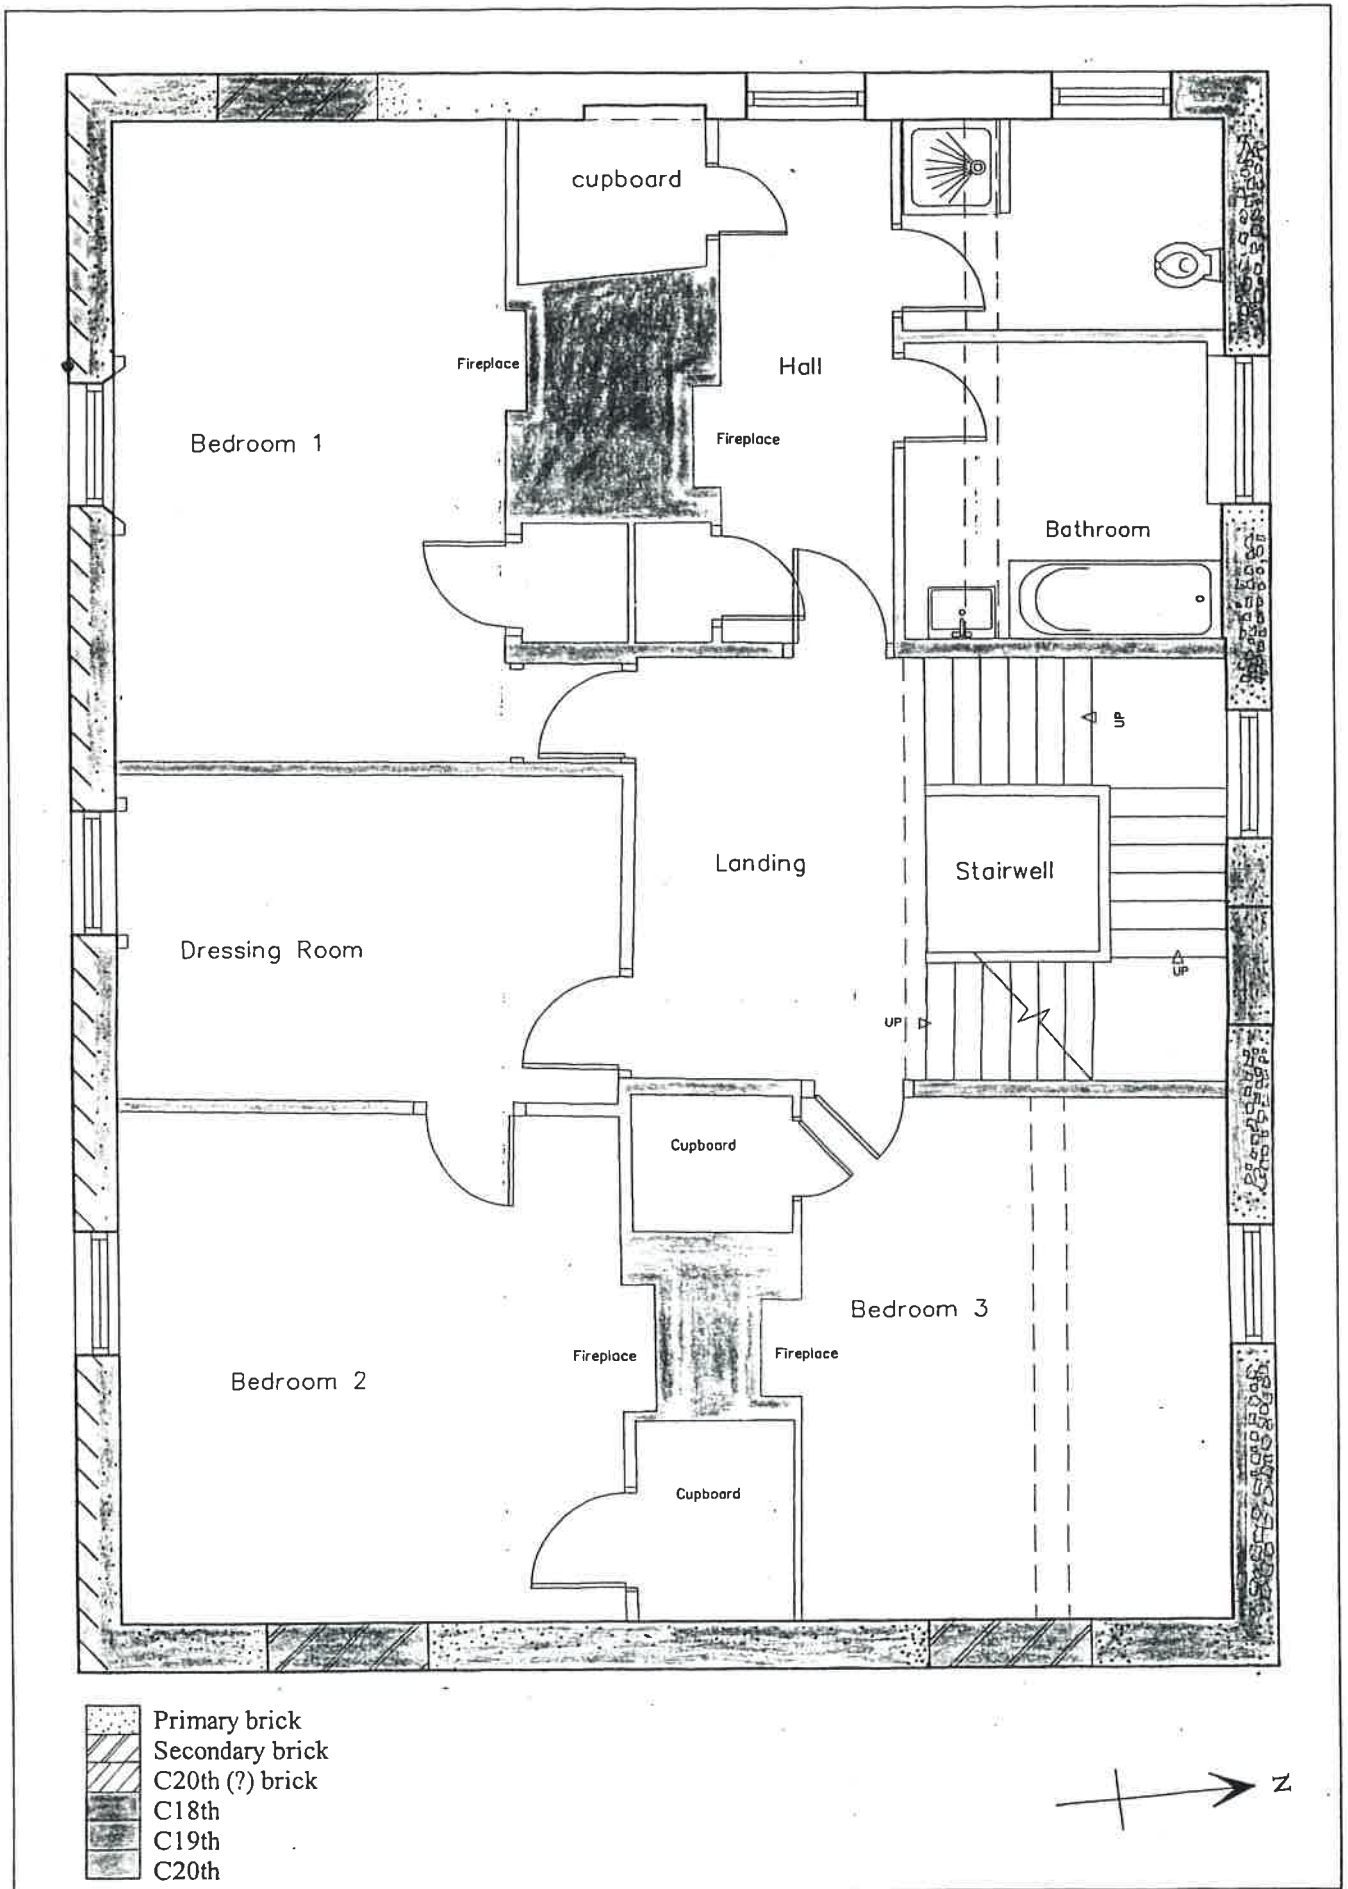 cupboard
Fireplace
Hall
Bedroom 1
Fireplace
Bathroom
UP
Landing
Stairwell
Dressing Room
UP
UP
Cupboard
Bedroom 3
Fireplace
Fireplace
Bedroom 2
Cupboard
Primary brick
Secondary brick
C20th (?) brick
C18th
C19th
C20th
N